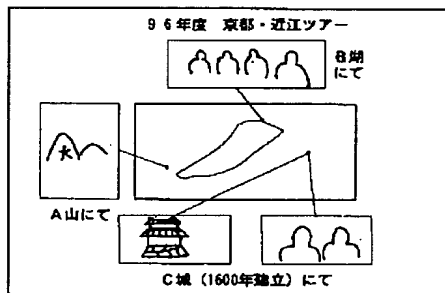 96年度 京都・近江ツアー
B湖
にて
大
A山にて
C城（1600年建立）にて